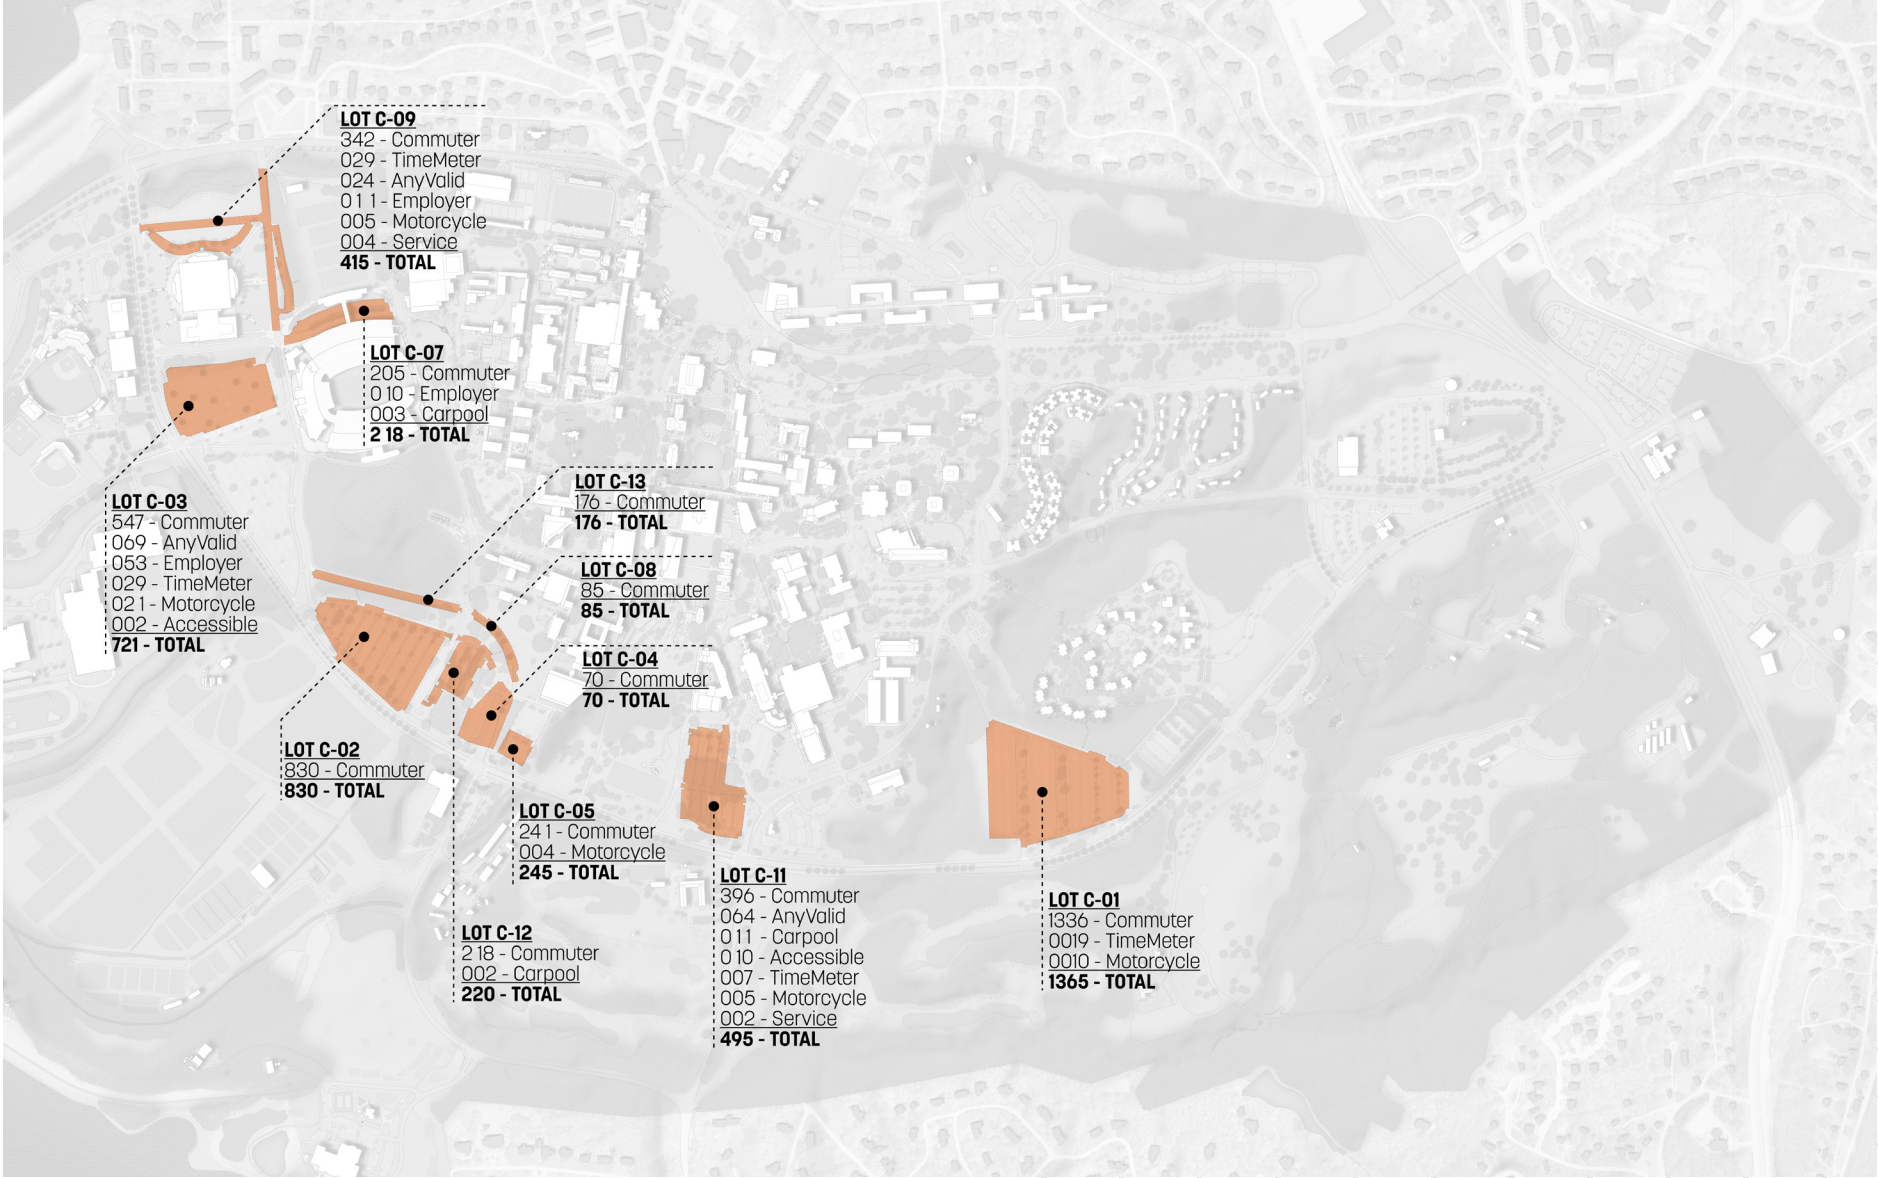 LOT C-09
342 - Commuter
029 - TimeMeter
024 - AnyValid
011 - Employer
005 - Motorcycle
004 - Service
415 - TOTAL
LOT C-07
205 - Commuter
010 - Employer
003 - Carpool
218 - TOTAL
LOT C-13
176 - Commuter
176 - TOTAL
LOT C-03
547 - Commuter
069 - AnyValid
053 - Employer
029 - TimeMeter
021 - Motorcycle
002 - Accessible
721 - TOTAL
LOT C-08
85 - Commuter
85 - TOTAL
LOT C-04
70 - Commuter
70 - TOTAL
LOT C-02
830 - Commuter
830 - TOTAL
LOT C-05
241 - Commuter
004 - Motorcycle
245 - TOTAL
LOT C-12
218 - Commuter
002 - Carpool
220 - TOTAL
LOT C-11
396 - Commuter
064 - AnyValid
011 - Carpool
010 - Accessible
007 - TimeMeter
005 - Motorcycle
002 - Service
495 - TOTAL
LOT C-01
1336 - Commuter
0019 - TimeMeter
0010 - Motorcycle
1365 - TOTAL